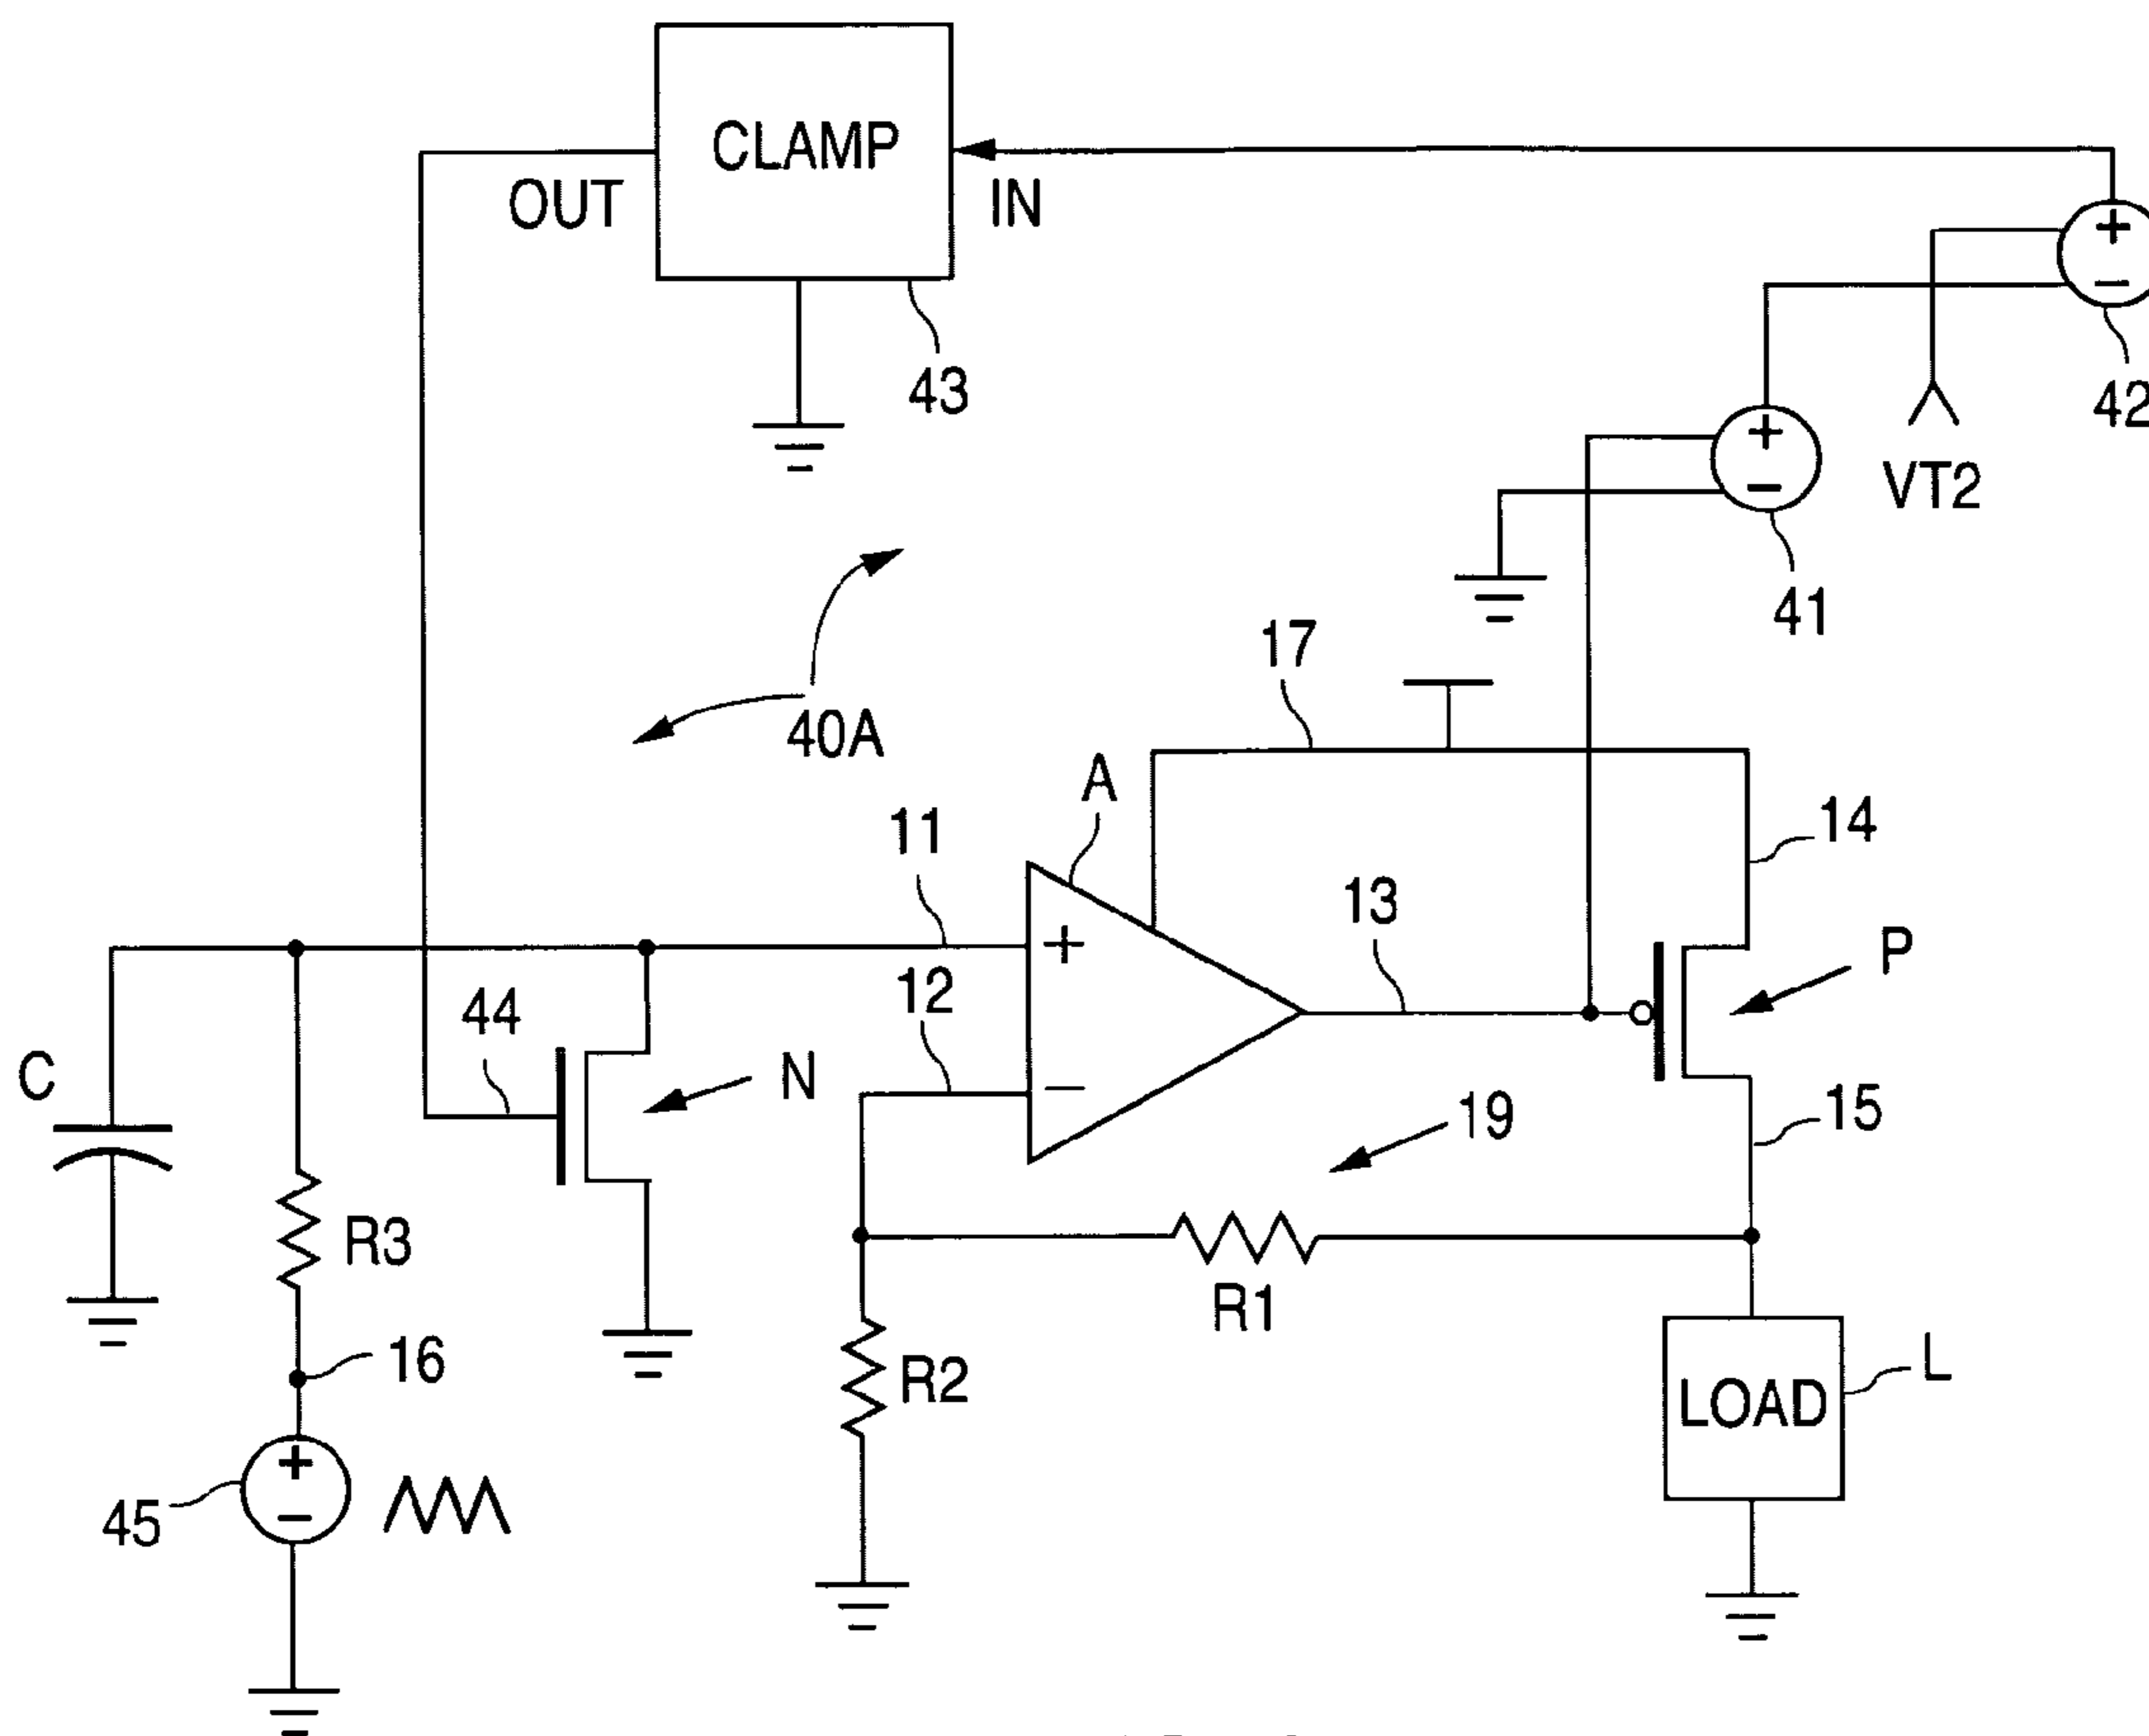 CLAMP
OUT
IN
+
−
42
43
+
−
VT2
41
17
40A
A
11
14
13
+
P
12
44
C
N
−
15
19
R3
R1
16
R2
L
LOAD
+
−
45